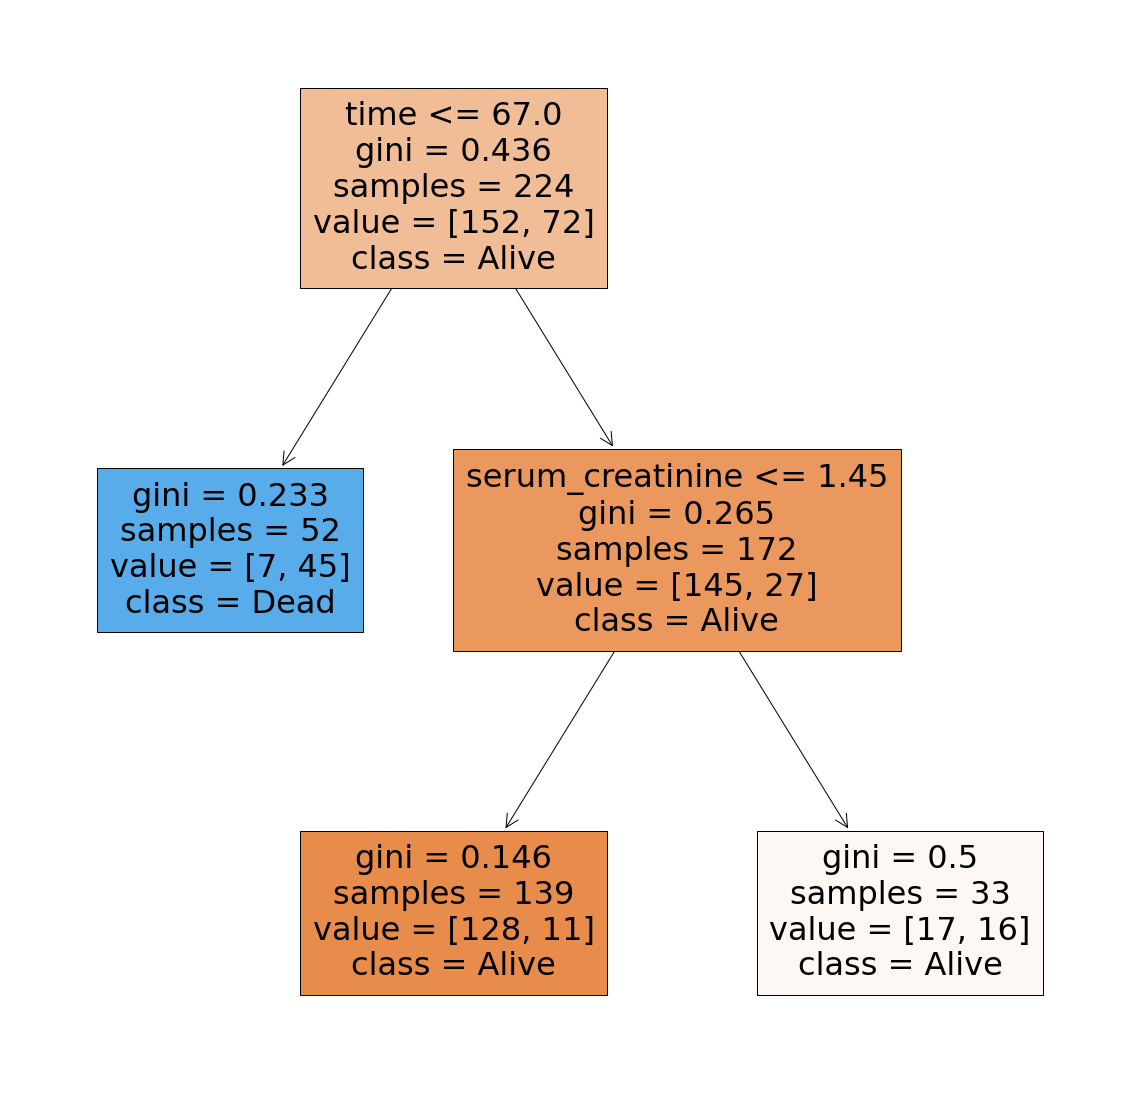 time <= 67.0
gini = 0.436
samples = 224
value = [152, 72]
class = Alive
gini = 0.233
samples = 52
value = [7, 45]
class = Dead
serum_creatinine <= 1.45
gini = 0.265
samples = 172
value = [145, 27]
class = Alive
gini = 0.146
samples = 139
value = [128, 11]
class = Alive
gini = 0.5
samples = 33
value = [17, 16]
class = Alive